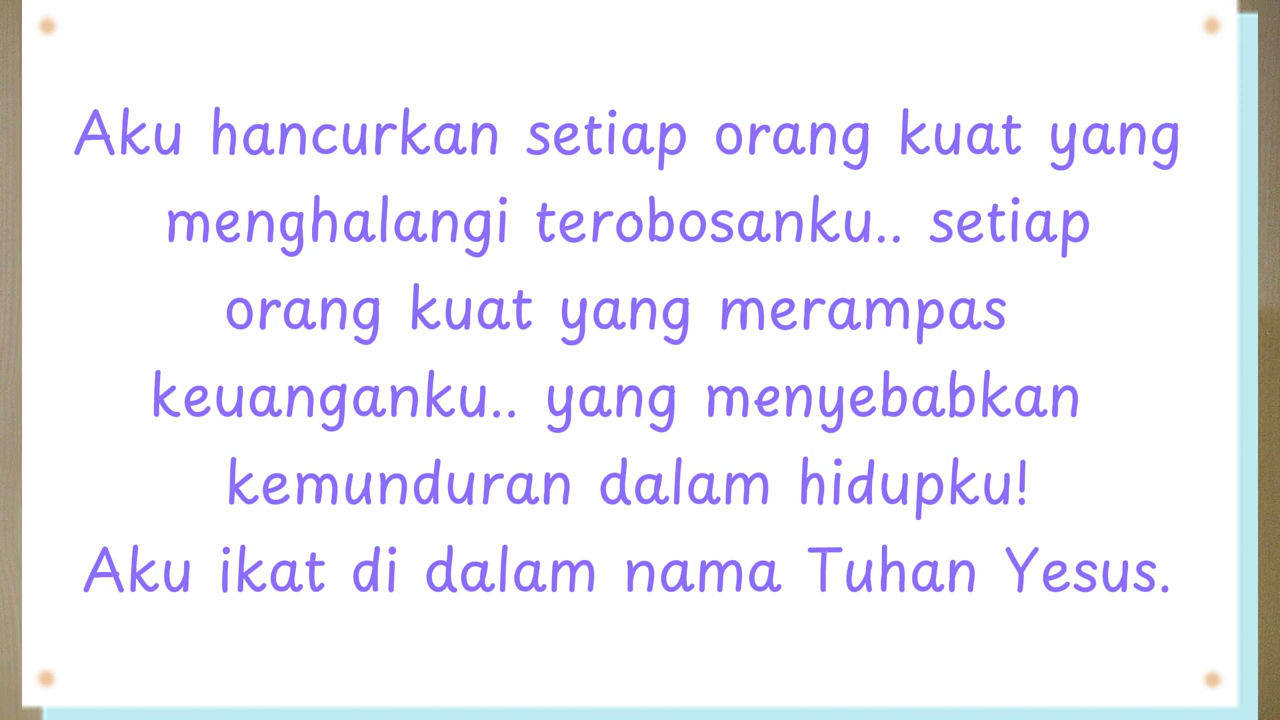 Aku hancurkan setiap orang kuat yang
menghalangi terobosanku.. setiap
orang kuat yang merampas
keuanganku.. yang menyebabkan
kemunduran dalam hidupku!
Aku ikat di dalam nama Tuhan Yesus.